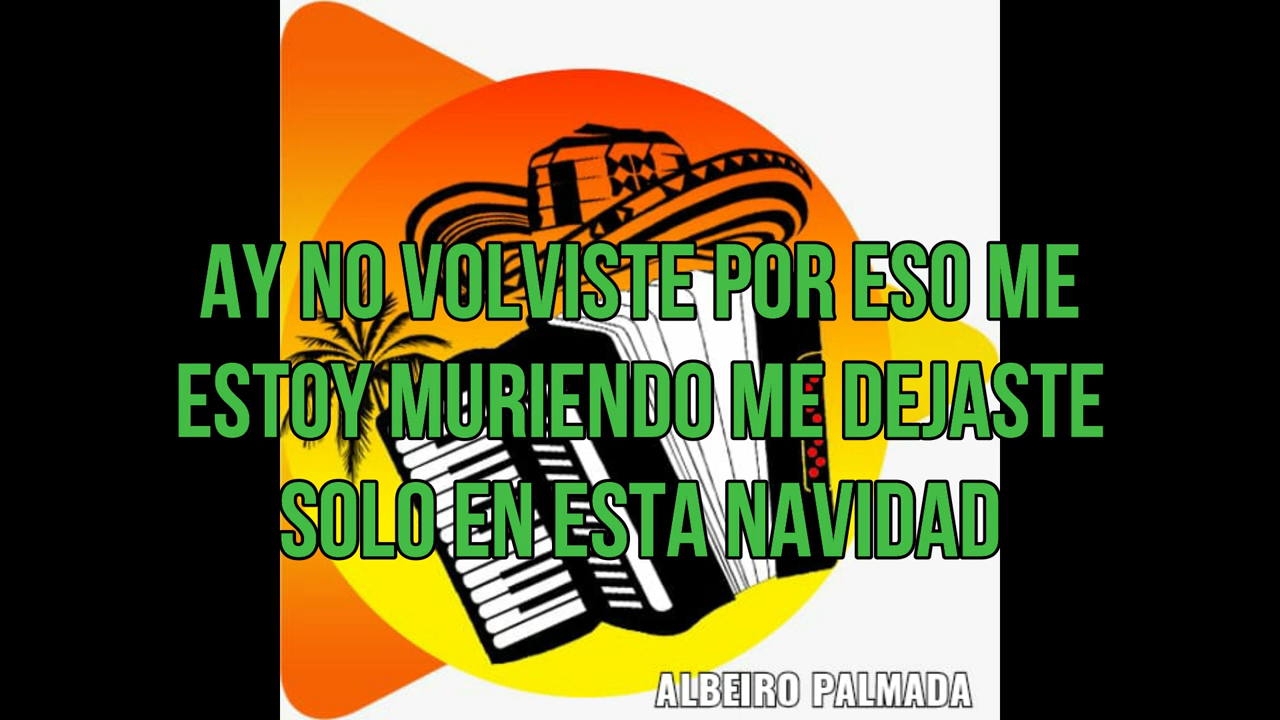 AY NO VOLVISTE POR ESO ME
ESTOY MURIENDO ME DEJASTE
SOLO EN ESTA NAVIDAD
ALBEIRO PALMADA